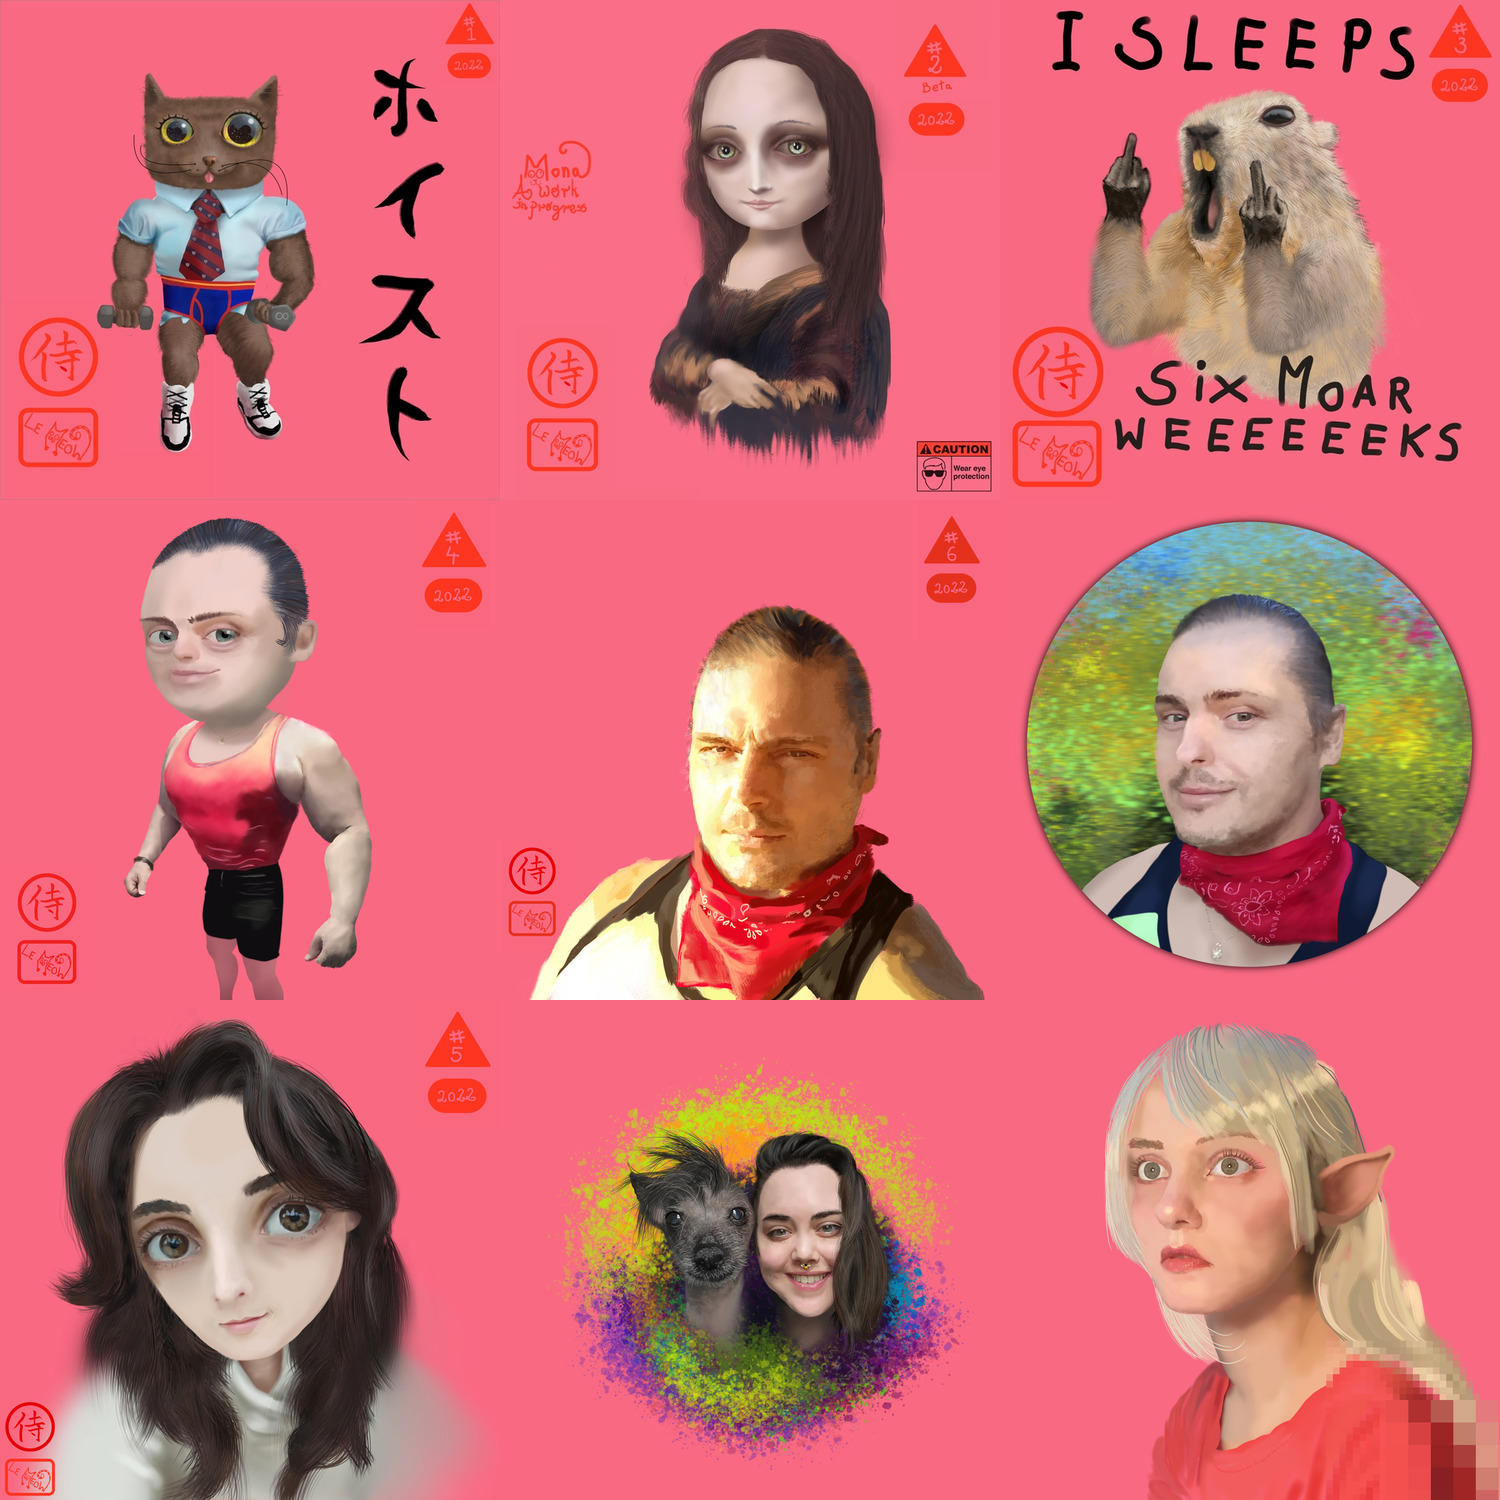 #
1
2022
ホイスト
侍
LE MEOW
#
2
Beta
2022
Mona
A work
in progress
侍
LE MEOW
CAUTION
Wear eye
protection
I SLEEPS
#
3
2022
侍
LE MEOW
Six MOAR
WEEEEEEKS
#
4
2022
侍
LE MEOW
#
6
2022
侍
LE MEOW
#
5
2022
侍
LE MEOW